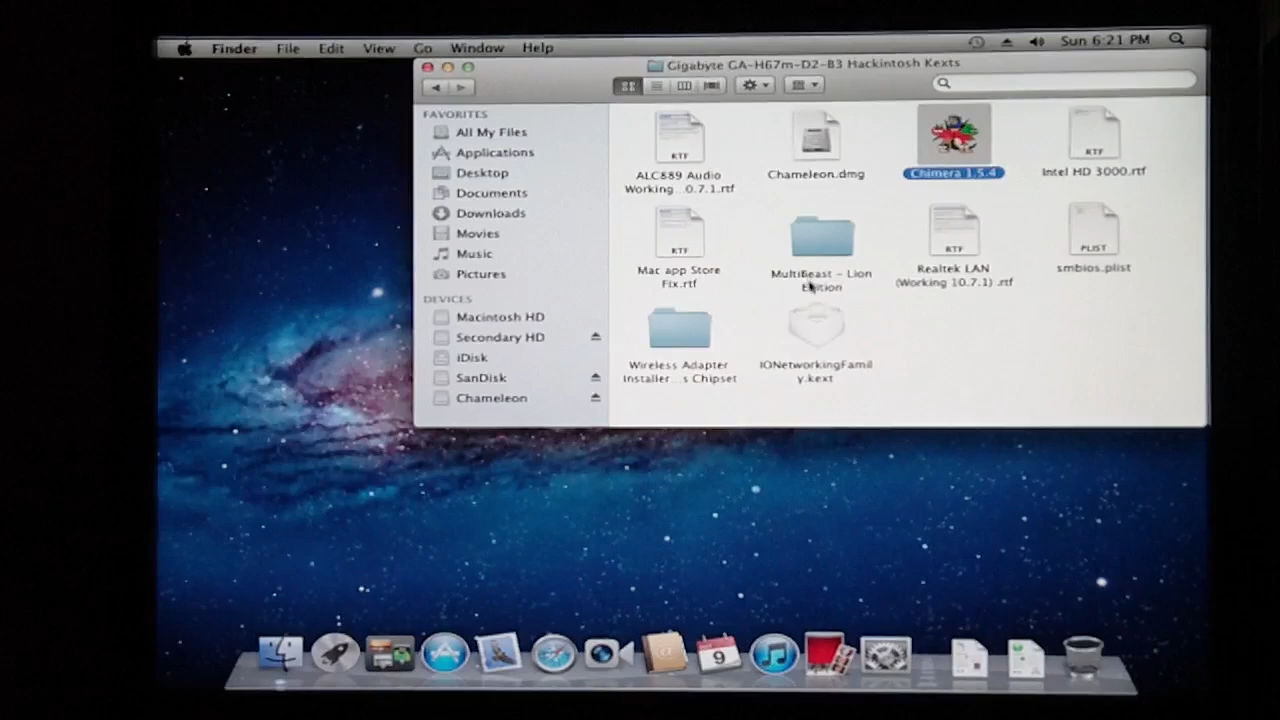 Finder File Edit View Go Window Help Sun 6:21 PM
Gigabyte GA-H67m-D2-B3 Hackintosh Kexts
FAVORITES
All My Files
Applications
Desktop
Documents
Downloads
Movies
Music
Pictures
DEVICES
Macintosh HD
Secondary HD
iDisk
SanDisk
Chameleon
RTF
ALC889 Audio
Working...0.7.1.rtf
Chameleon.dmg
Chimera 1.5.4
RTF
Intel HD 3000.rtf
RTF
Mac app Store
Fix.rtf
MultiBeast - Lion
Edition
RTF
Realtek LAN
(Working 10.7.1) .rtf
PLIST
smbios.plist
Wireless Adapter
Installer...s Chipset
IONetworkingFamil
y.kext
9